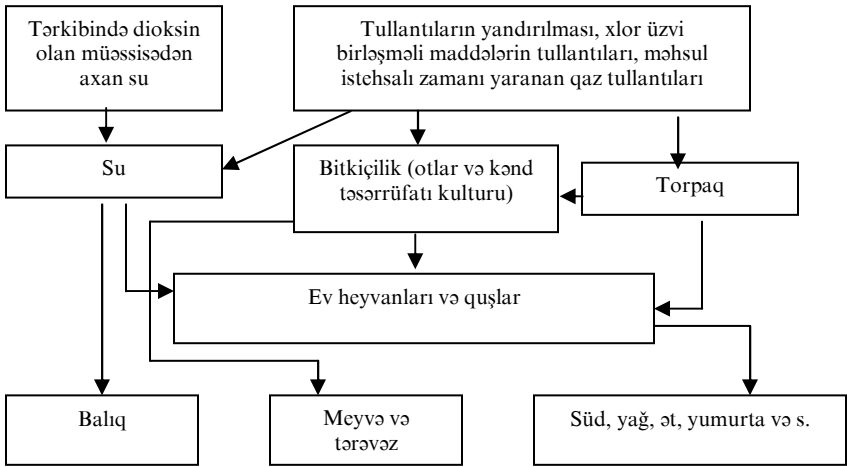 Tərkibində dioksin
olan müəssisədən
axan su
Tullantıların yandırılması, xlor üzvi
birləşməli maddələrin tullantıları, məhsul
istehsalı zamanı yaranan qaz tullantıları
Su
Bitkiçilik (otlar və kənd
təsərrüfatı kulturu)
Torpaq
Ev heyvanları və quşlar
Balıq
Meyvə və
tərəvəz
Süd, yağ, ət, yumurta və s.